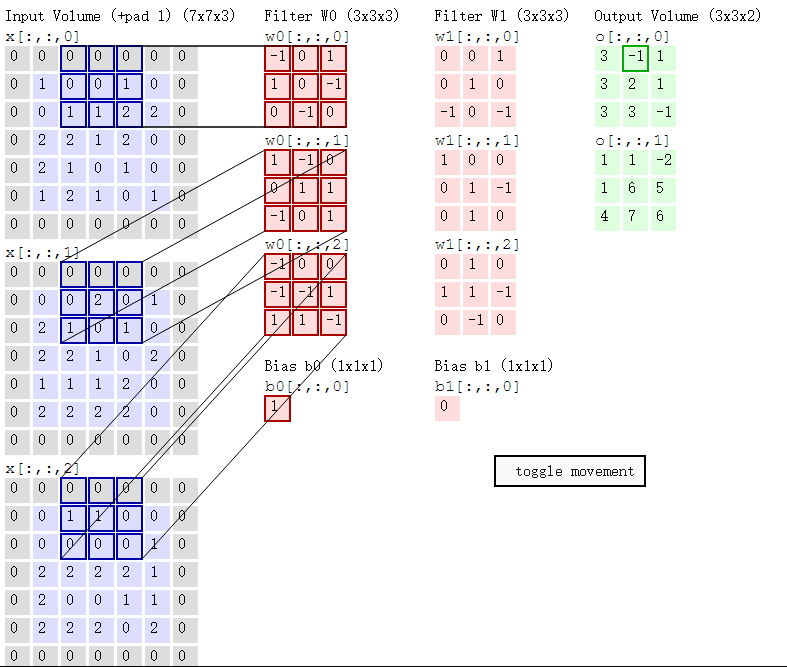 Input Volume (+pad 1) (7x7x3)
x[:,:,0]
0 0 0 0 0 0 0
0 1 0 0 1 0 0
0 0 1 1 2 2 0
0 2 2 1 2 0 0
0 2 1 0 1 0 0
0 1 2 1 0 1 0
0 0 0 0 0 0 0
x[:,:,1]
0 0 0 0 0 0 0
0 0 0 2 0 1 0
0 2 1 0 1 0 0
0 2 2 1 0 2 0
0 1 1 1 2 0 0
0 2 2 2 2 0 0
0 0 0 0 0 0 0
x[:,:,2]
0 0 0 0 0 0 0
0 0 1 1 0 0 0
0 0 0 0 0 1 0
0 2 2 2 2 1 0
0 2 0 0 1 1 0
0 2 2 2 0 2 0
0 0 0 0 0 0 0
Filter W0 (3x3x3)
w0[:,:,0]
-1 0 1
1 0 -1
0 -1 0
w0[:,:,1]
1 -1 0
0 1 1
-1 0 1
w0[:,:,2]
-1 0 0
-1 -1 1
1 1 -1
Bias b0 (1x1x1)
b0[:,:,0]
1
Filter W1 (3x3x3)
w1[:,:,0]
0 0 1
0 1 0
-1 0 -1
w1[:,:,1]
1 0 0
0 1 -1
0 1 0
w1[:,:,2]
0 1 0
1 1 -1
0 -1 0
Bias b1 (1x1x1)
b1[:,:,0]
0
Output Volume (3x3x2)
o[:,:,0]
3 -1 1
3 2 1
3 3 -1
o[:,:,1]
1 1 -2
1 6 5
4 7 6
toggle movement